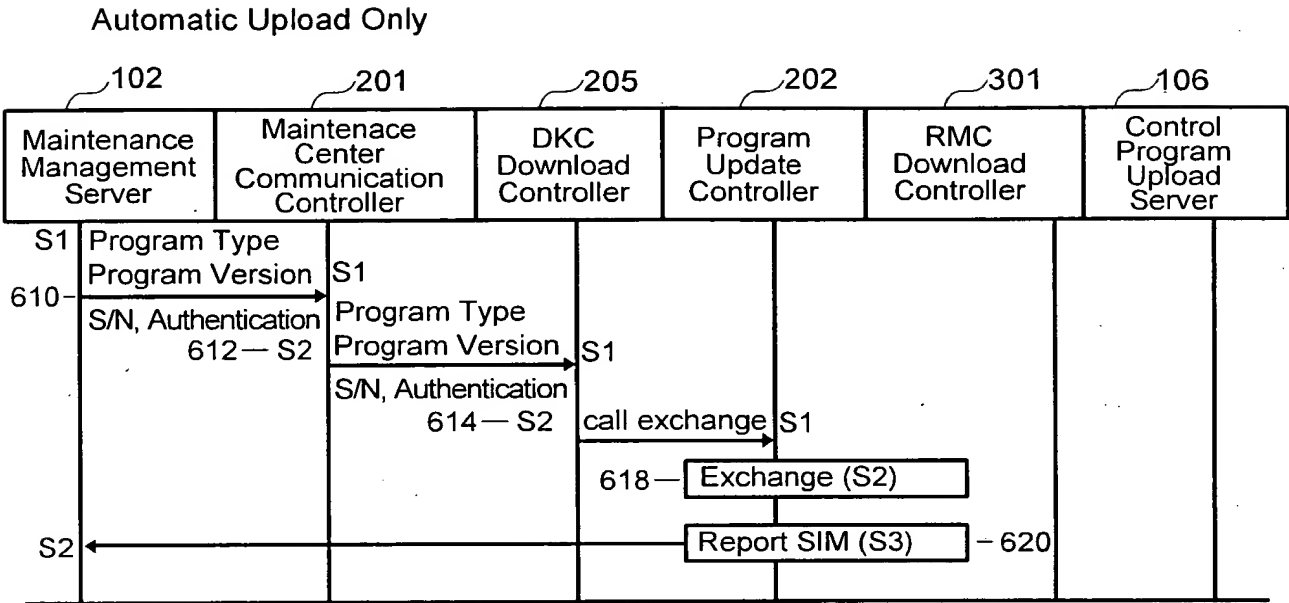 Automatic Upload Only
102
201
205
202
301
106
Maintenance
Management
Server
Maintenace
Center
Communication
Controller
DKC
Download
Controller
Program
Update
Controller
RMC
Download
Controller
Control
Program
Upload
Server
S1 Program Type
Program Version S1
610
S/N, Authentication
612 — S2
Program Type
Program Version S1
S/N, Authentication
614 — S2
call exchange S1
618 — Exchange (S2)
S2
Report SIM (S3) - 620